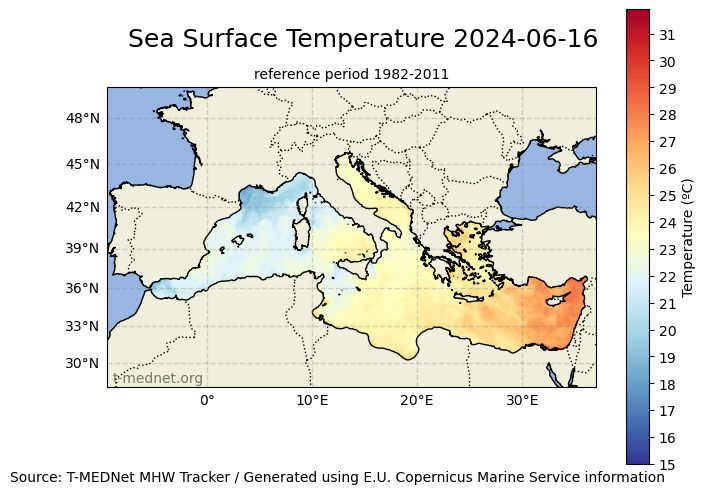 Sea Surface Temperature 2024-06-16
reference period 1982-2011
48°N
45°N
42°N
39°N
36°N
33°N
30°N
0°
10°E
20°E
30°E
t-mednet.org
31
30
29
28
27
26
25
24
23
22
21
20
19
18
17
16
15
Temperature (ºC)
Source: T-MEDNet MHW Tracker / Generated using E.U. Copernicus Marine Service information